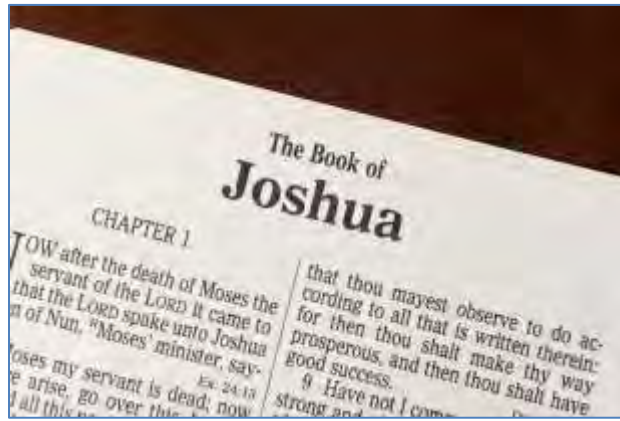 The Book of
Joshua
CHAPTER 1
OW after the death of Moses the
servant of the LORD it came to
that the LORD spake unto Joshua
n of Nun, "Moses' minister, say-
Ex. 24:13
oses my servant is dead; now
e arise, go over this
d all this
that thou mayest observe to do ac-
cording to all that is written therein:
for then thou shalt make thy way
prosperous, and then thou shalt have
good success.
9 Have not I
strong and